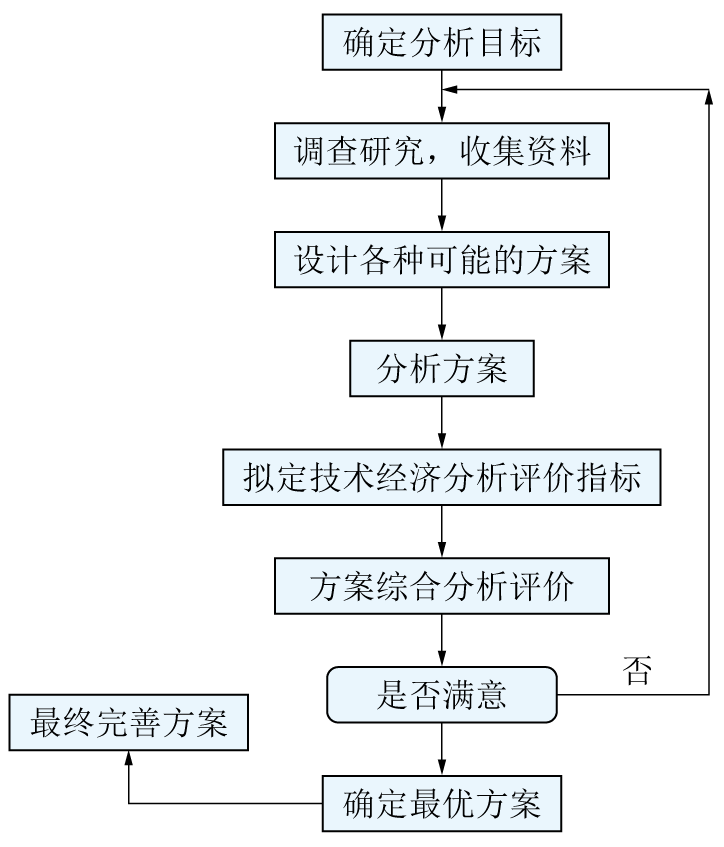 确定分析目标
调查研究，收集资料
设计各种可能的方案
分析方案
拟定技术经济分析评价指标
方案综合分析评价
是否满意
否
最终完善方案
确定最优方案